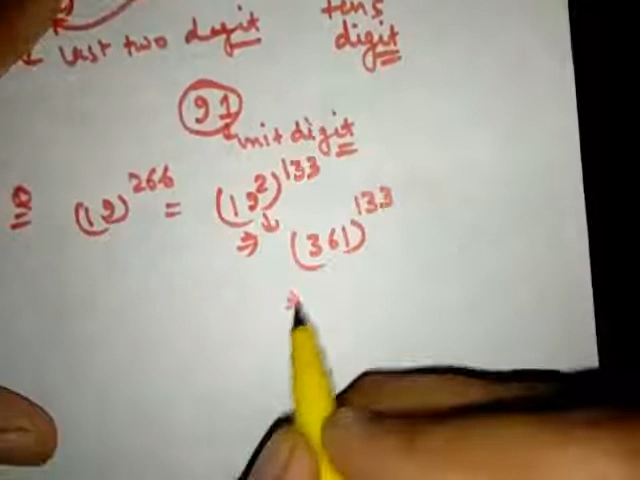 last two digit
tens
digit
91
unit digit
Q (19)^266 = (19^2)^133
⇒ (361)^133